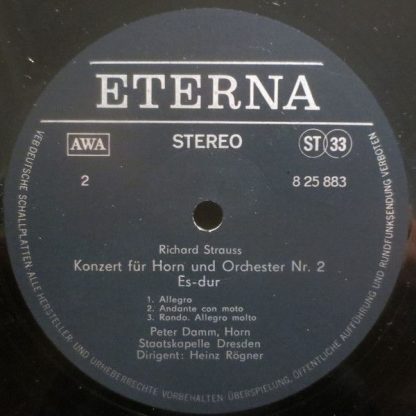 ETERNA
AWA STEREO ST 33
2 8 25 883
Richard Strauss
Konzert für Horn und Orchester Nr. 2
Es-dur
1. Allegro
2. Andante con moto
3. Rondo. Allegro molto
Peter Damm, Horn
Staatskapelle Dresden
Dirigent: Heinz Rögner
VEB DEUTSCHE SCHALLPLATTEN · ALLE HERSTELLER UND URHEBERRECHTE VORBEHALTEN · ÜBERSPIELUNG, ÖFFENTLICHE AUFFÜHRUNG UND RUNDFUNKSENDUNG VERBOTEN